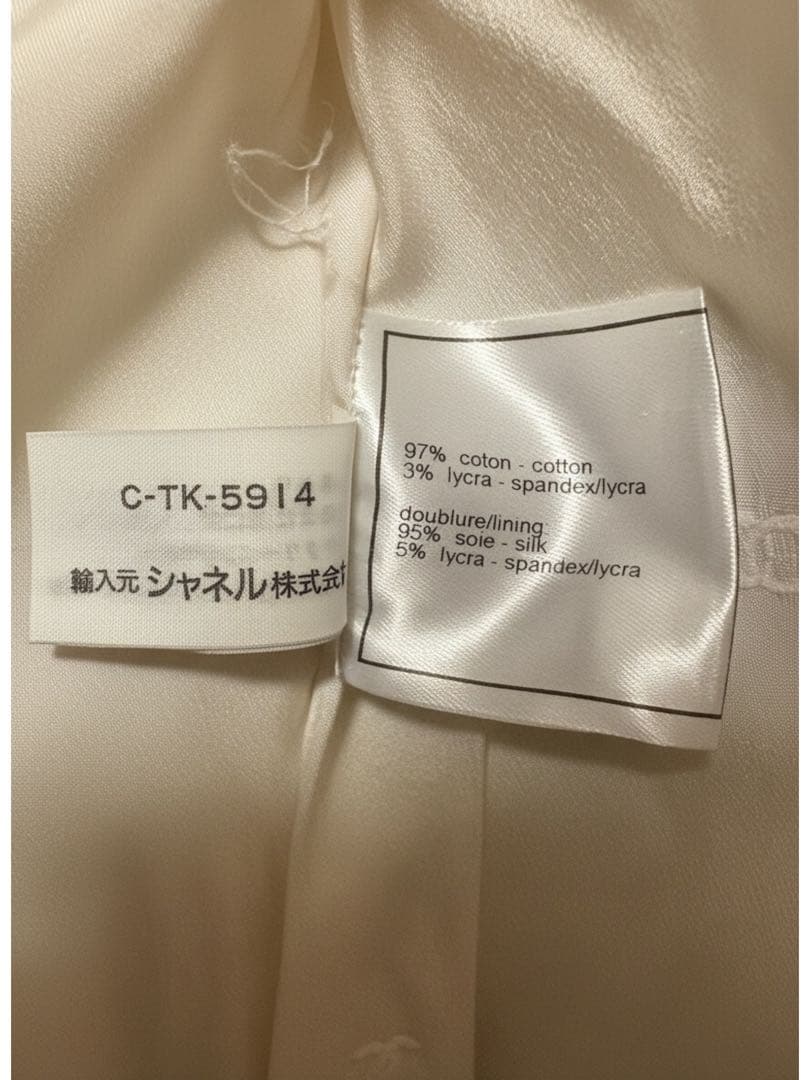 C-TK-5914
輸入元 シャネル株式会
97% coton - cotton
3% lycra - spandex/lycra
doublure/lining
95% soie - silk
5% lycra - spandex/lycra